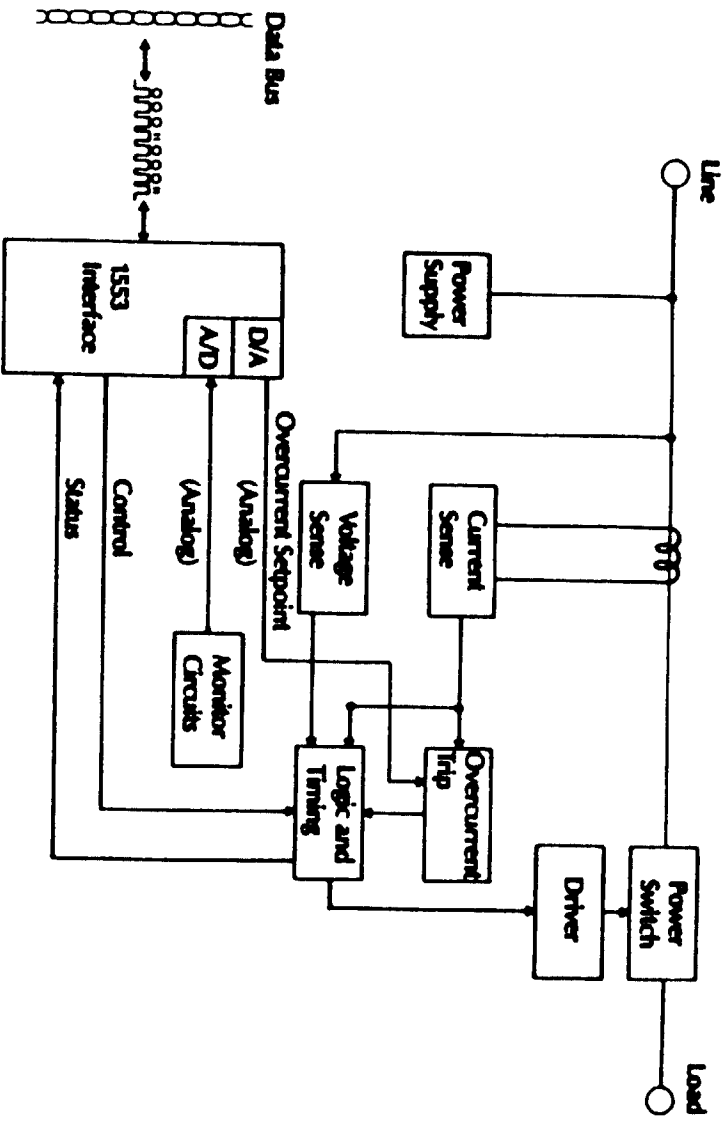 Line
Load
Power
Supply
Current
Sense
Overcurrent
Trip
Power
Switch
Driver
Voltage
Sense
Logic and
Timing
Overcurrent Setpoint
(Analog)
(Analog)
Monitor
Circuits
Data Bus
D/A
A/D
1553
Interface
Control
Status